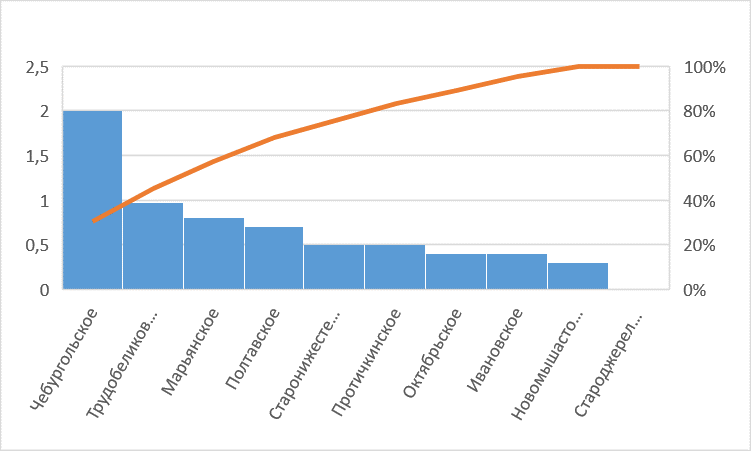 2,5
2
1,5
1
0,5
0
100%
80%
60%
40%
20%
0%
Чебургольское
Трудобеликов...
Марьянское
Полтавское
Старонижесте...
Протичкинское
Октябрьское
Ивановское
Новомышасто...
Староджерел...